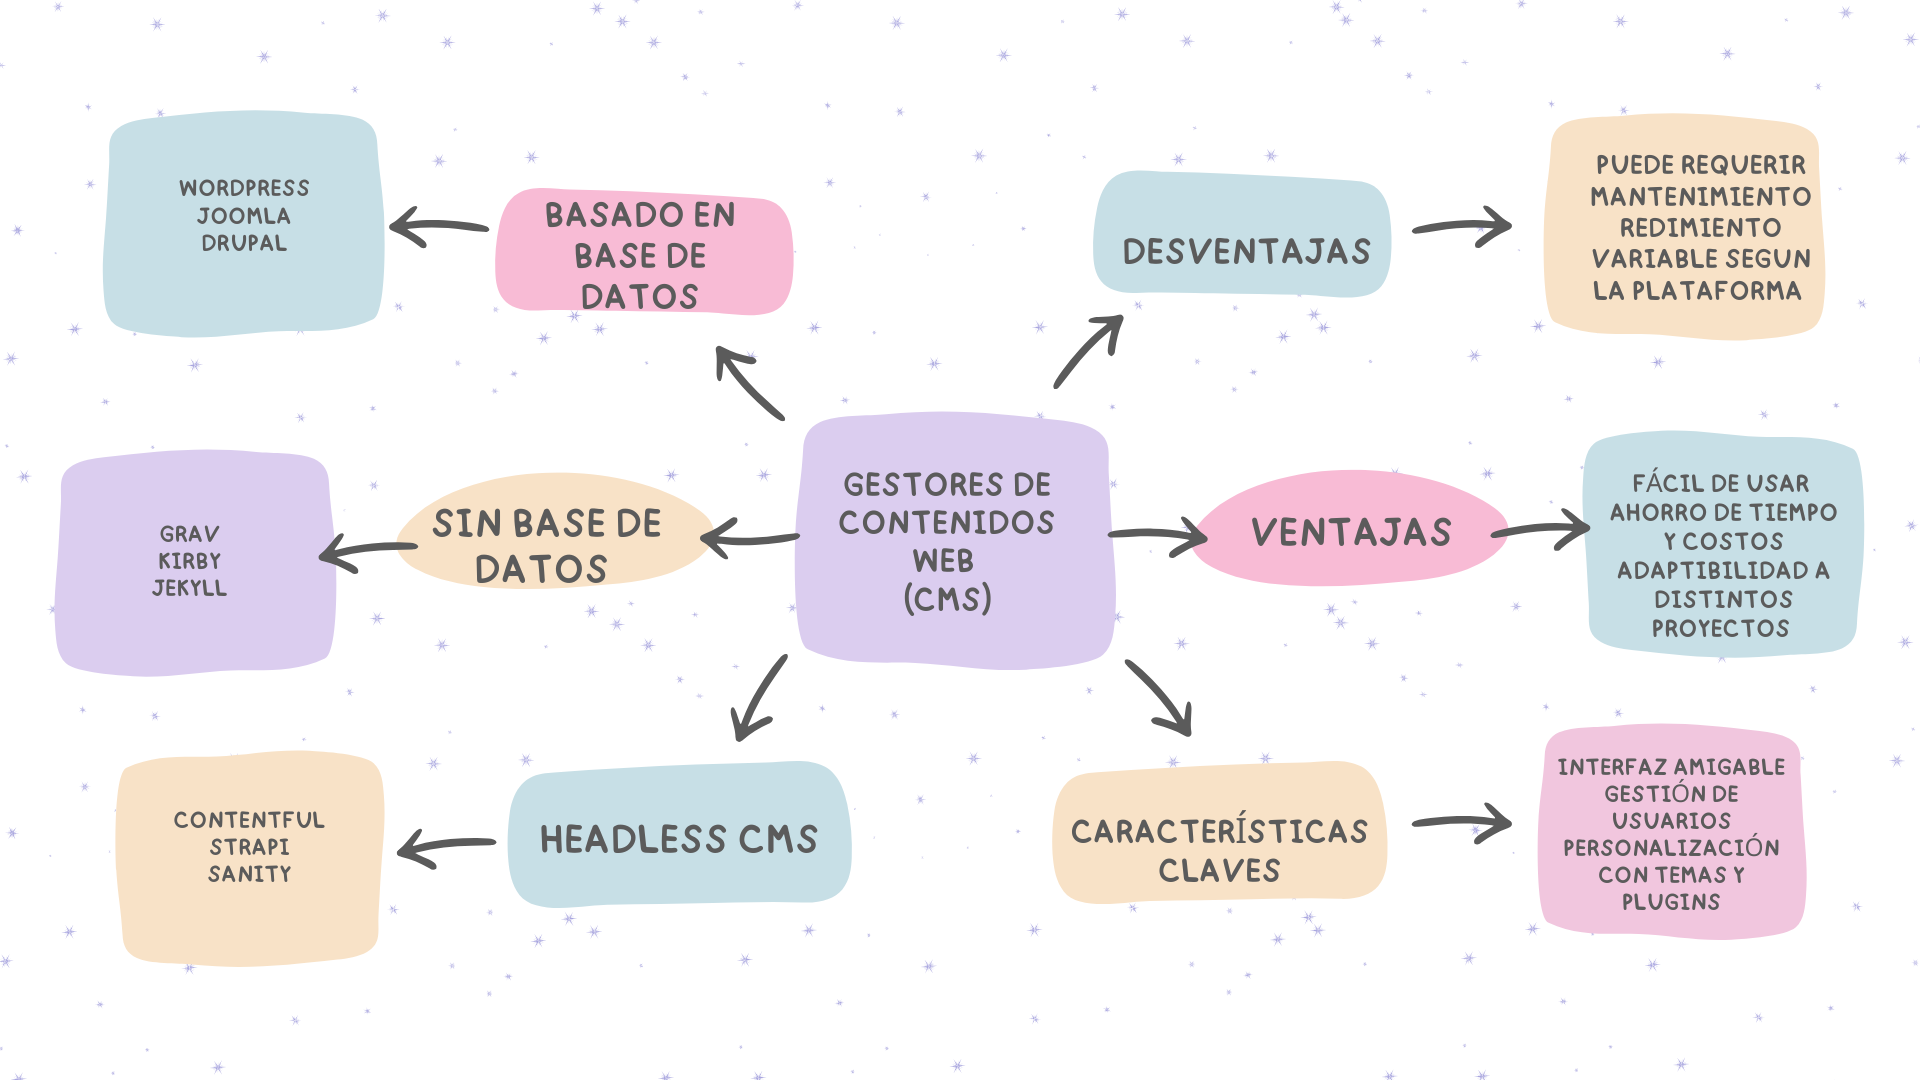 WORDPRESS
JOOMLA
DRUPAL
BASADO EN
BASE DE
DATOS
DESVENTAJAS
PUEDE REQUERIR
MANTENIMIENTO
REDIMIENTO
VARIABLE SEGUN
LA PLATAFORMA
GRAV
KIRBY
JEKYLL
SIN BASE DE
DATOS
GESTORES DE
CONTENIDOS
WEB
(CMS)
VENTAJAS
FÁCIL DE USAR
AHORRO DE TIEMPO
Y COSTOS
ADAPTIBILIDAD A
DISTINTOS
PROYECTOS
CONTENTFUL
STRAPI
SANITY
HEADLESS CMS
CARACTERÍSTICAS
CLAVES
INTERFAZ AMIGABLE
GESTIÓN DE
USUARIOS
PERSONALIZACIÓN
CON TEMAS Y
PLUGINS